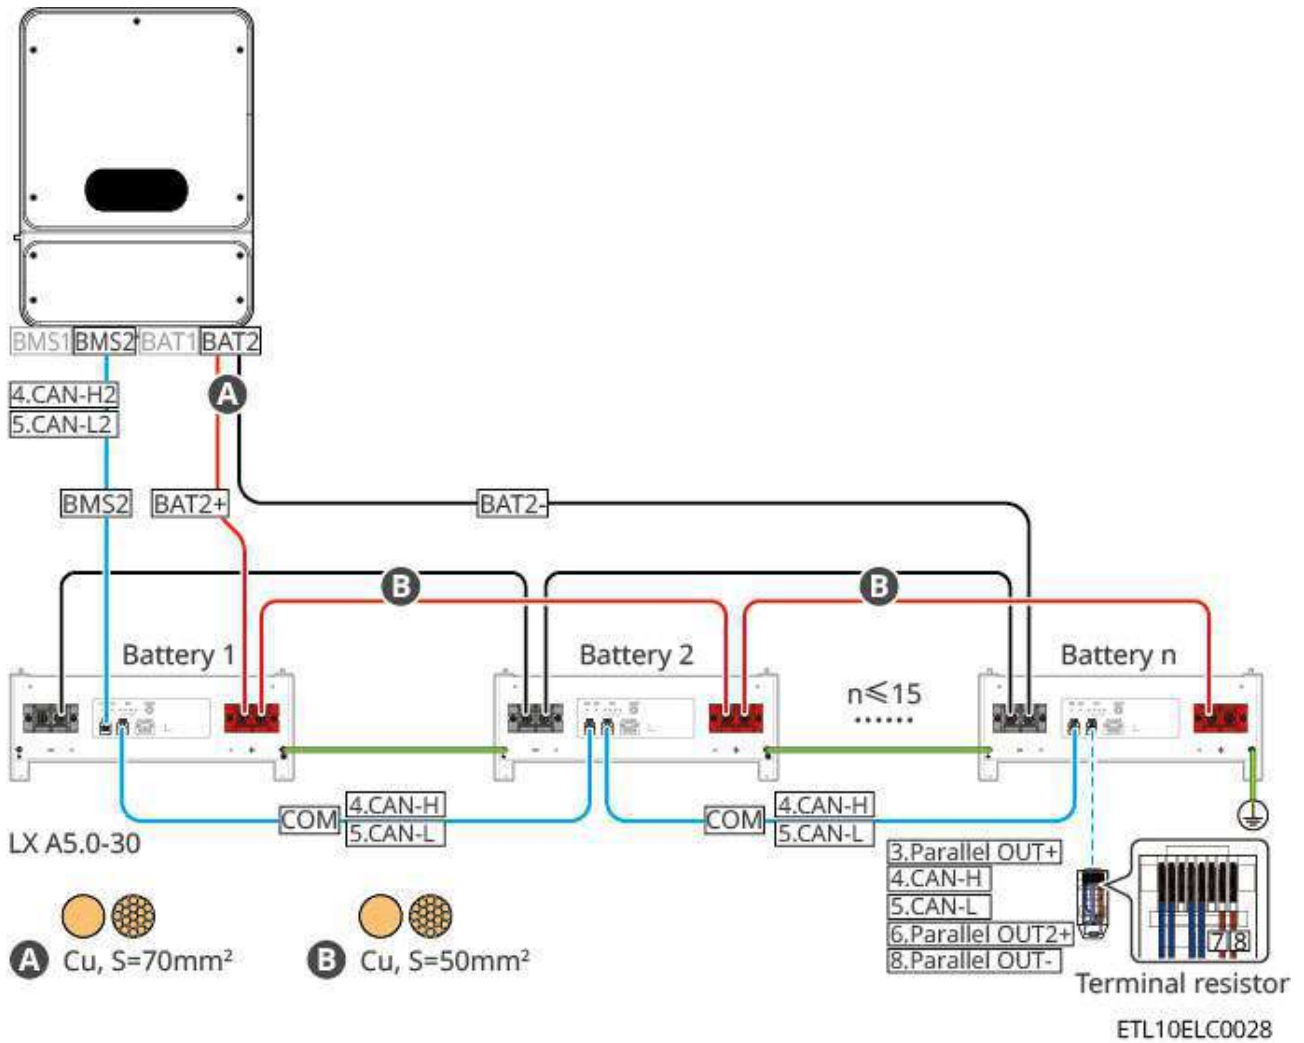 BMS1 BMS2 BAT1 BAT2
A
4.CAN-H2
5.CAN-L2
BMS2 BAT2+ BAT2-
B B
Battery 1 Battery 2 Battery n
n≤15
······
COM 4.CAN-H
5.CAN-L
COM 4.CAN-H
5.CAN-L
LX A5.0-30
3.Parallel OUT+
4.CAN-H
5.CAN-L
6.Parallel OUT2+
8.Parallel OUT-
7 8
Terminal resistor
A Cu, S=70mm²
B Cu, S=50mm²
ETL10ELC0028